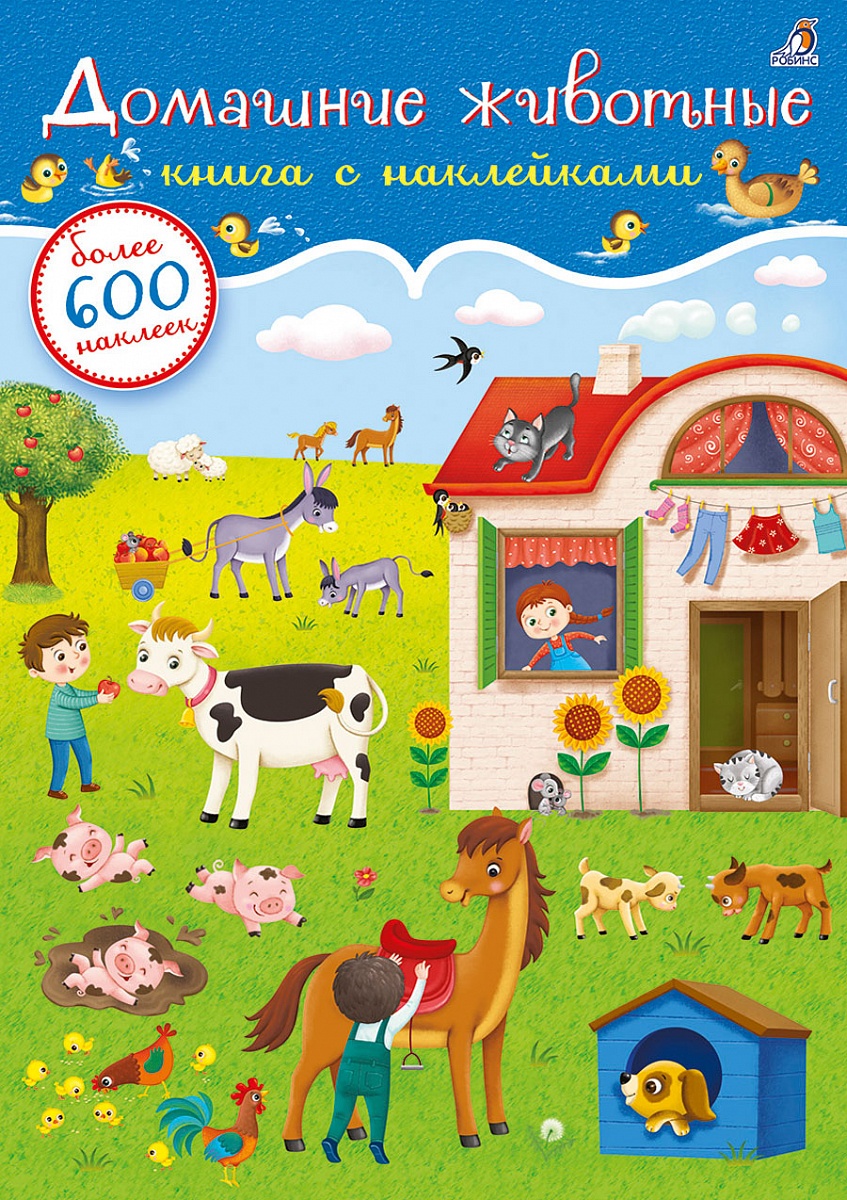 РОБИНС
Домашние животные
книга с наклейками
более
600
наклеек